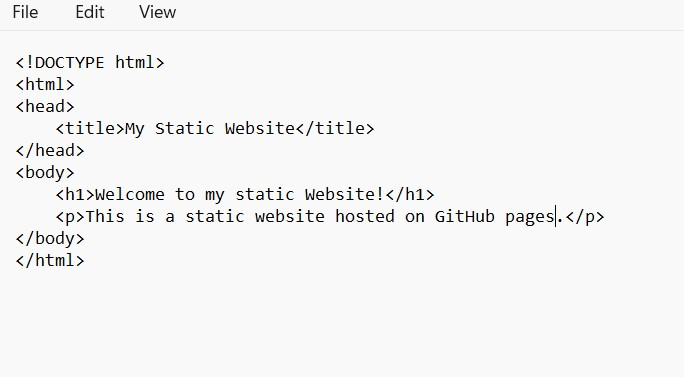 File Edit View
<!DOCTYPE html>
<html>
<head>
    <title>My Static Website</title>
</head>
<body>
    <h1>Welcome to my static Website!</h1>
    <p>This is a static website hosted on GitHub pages.</p>
</body>
</html>